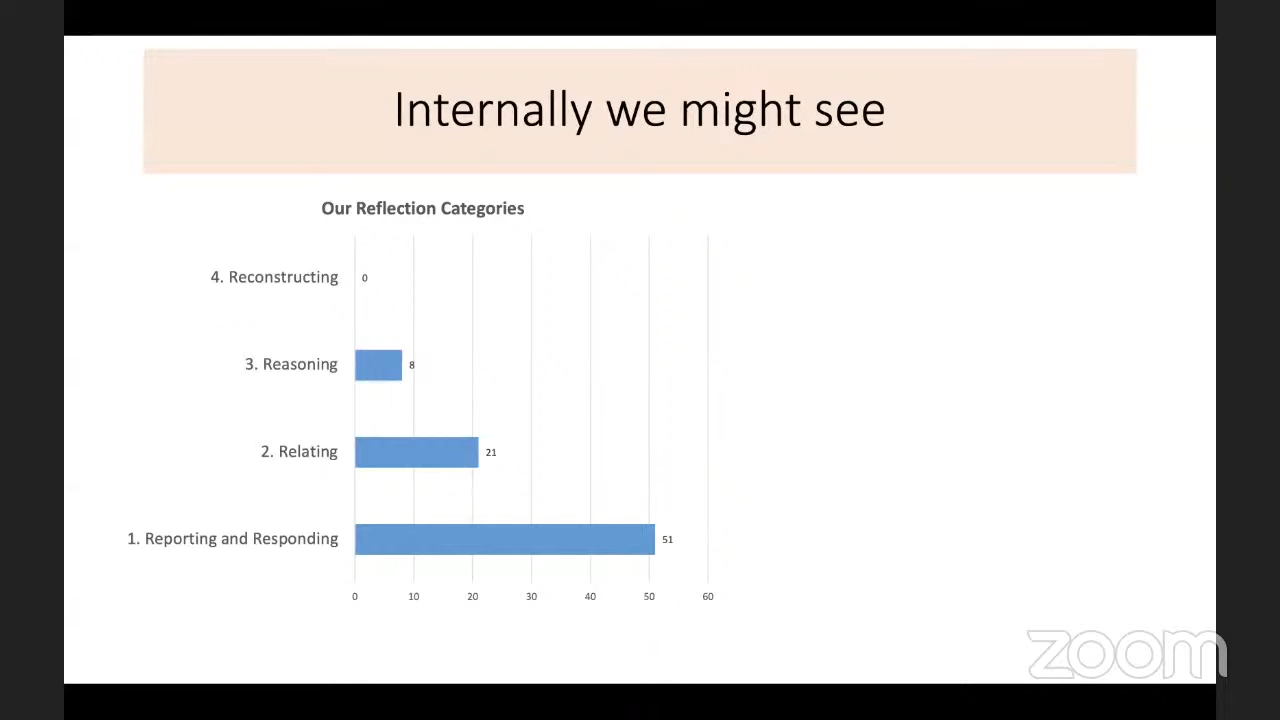 Internally we might see
Our Reflection Categories
4. Reconstructing 0
3. Reasoning 8
2. Relating 21
1. Reporting and Responding 51
0 10 20 30 40 50 60
zoom